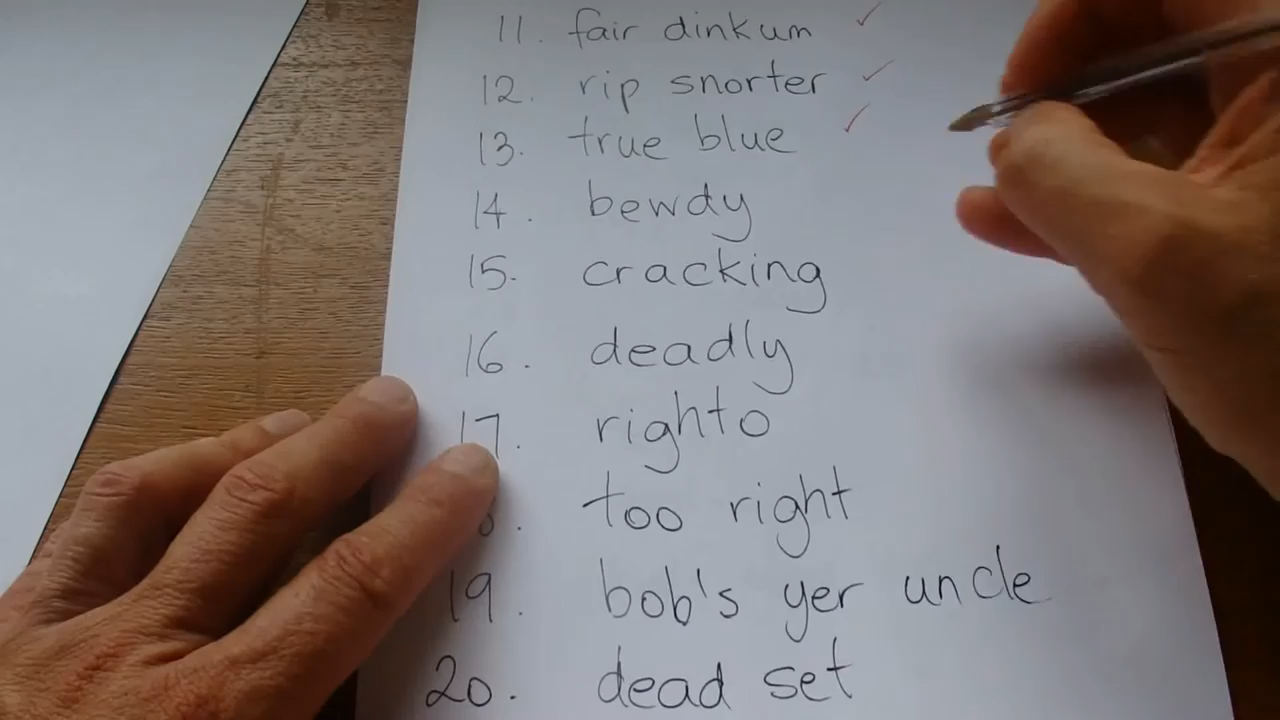 11. fair dinkum ✓
12. rip snorter ✓
13. true blue ✓
14. bewdy
15. cracking
16. deadly
17. righto
8. too right
19. bob's yer uncle
20. dead set